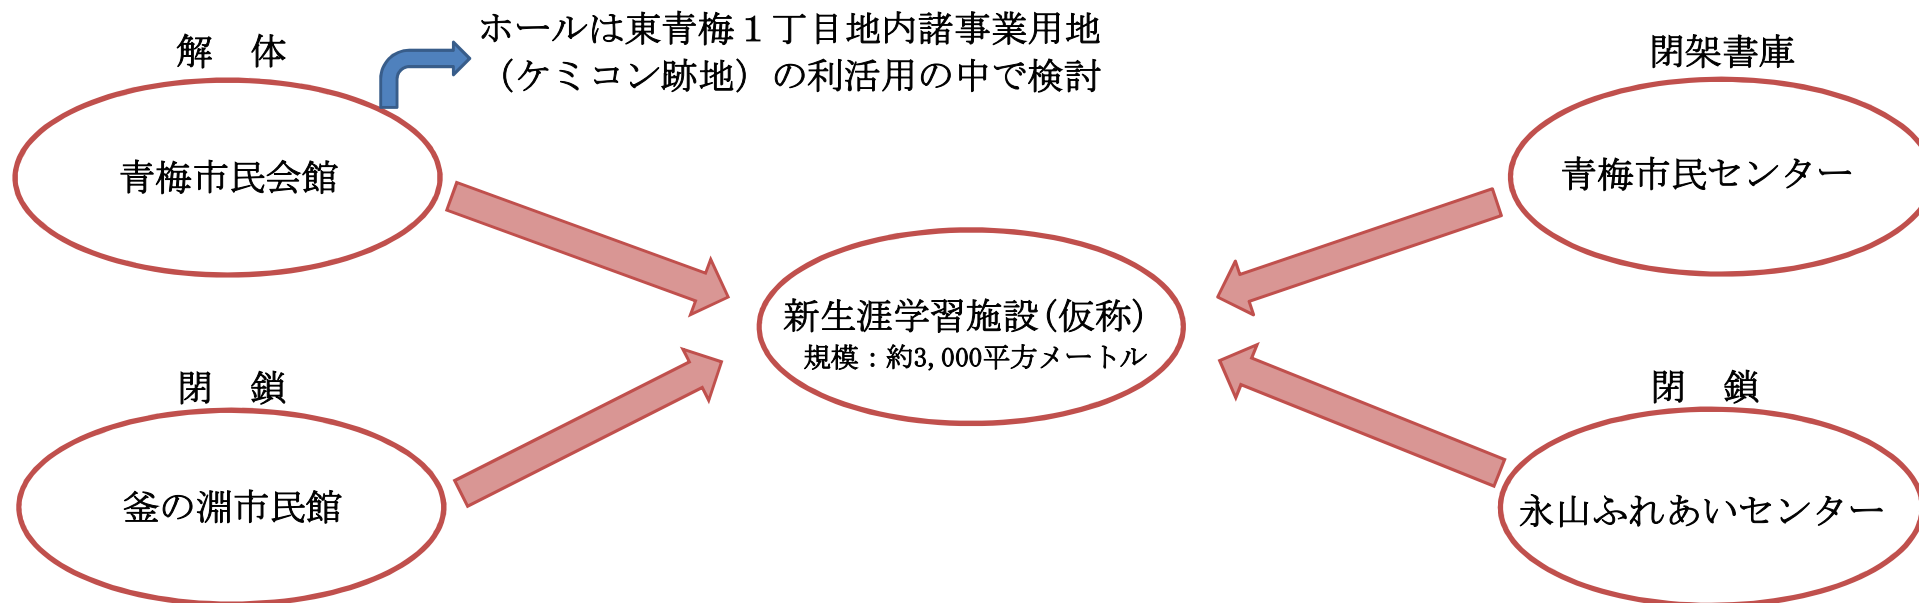 ホールは東青梅１丁目地内諸事業用地
（ケミコン跡地）の利活用の中で検討
解　体
青梅市民会館
閉架書庫
青梅市民センター
新生涯学習施設(仮称)
規模：約3,000平方メートル
閉　鎖
釜の淵市民館
閉　鎖
永山ふれあいセンター